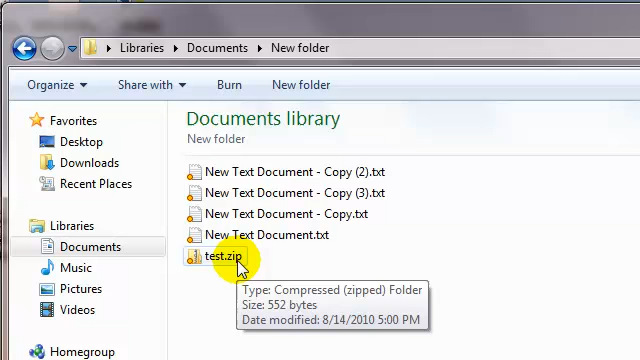 Libraries Documents New folder
Organize Share with Burn New folder
Favorites
Desktop
Downloads
Recent Places
Libraries
Documents
Music
Pictures
Videos
Homegroup
Documents library
New folder
New Text Document - Copy (2).txt
New Text Document - Copy (3).txt
New Text Document - Copy.txt
New Text Document.txt
test.zip
Type: Compressed (zipped) Folder
Size: 552 bytes
Date modified: 8/14/2010 5:00 PM